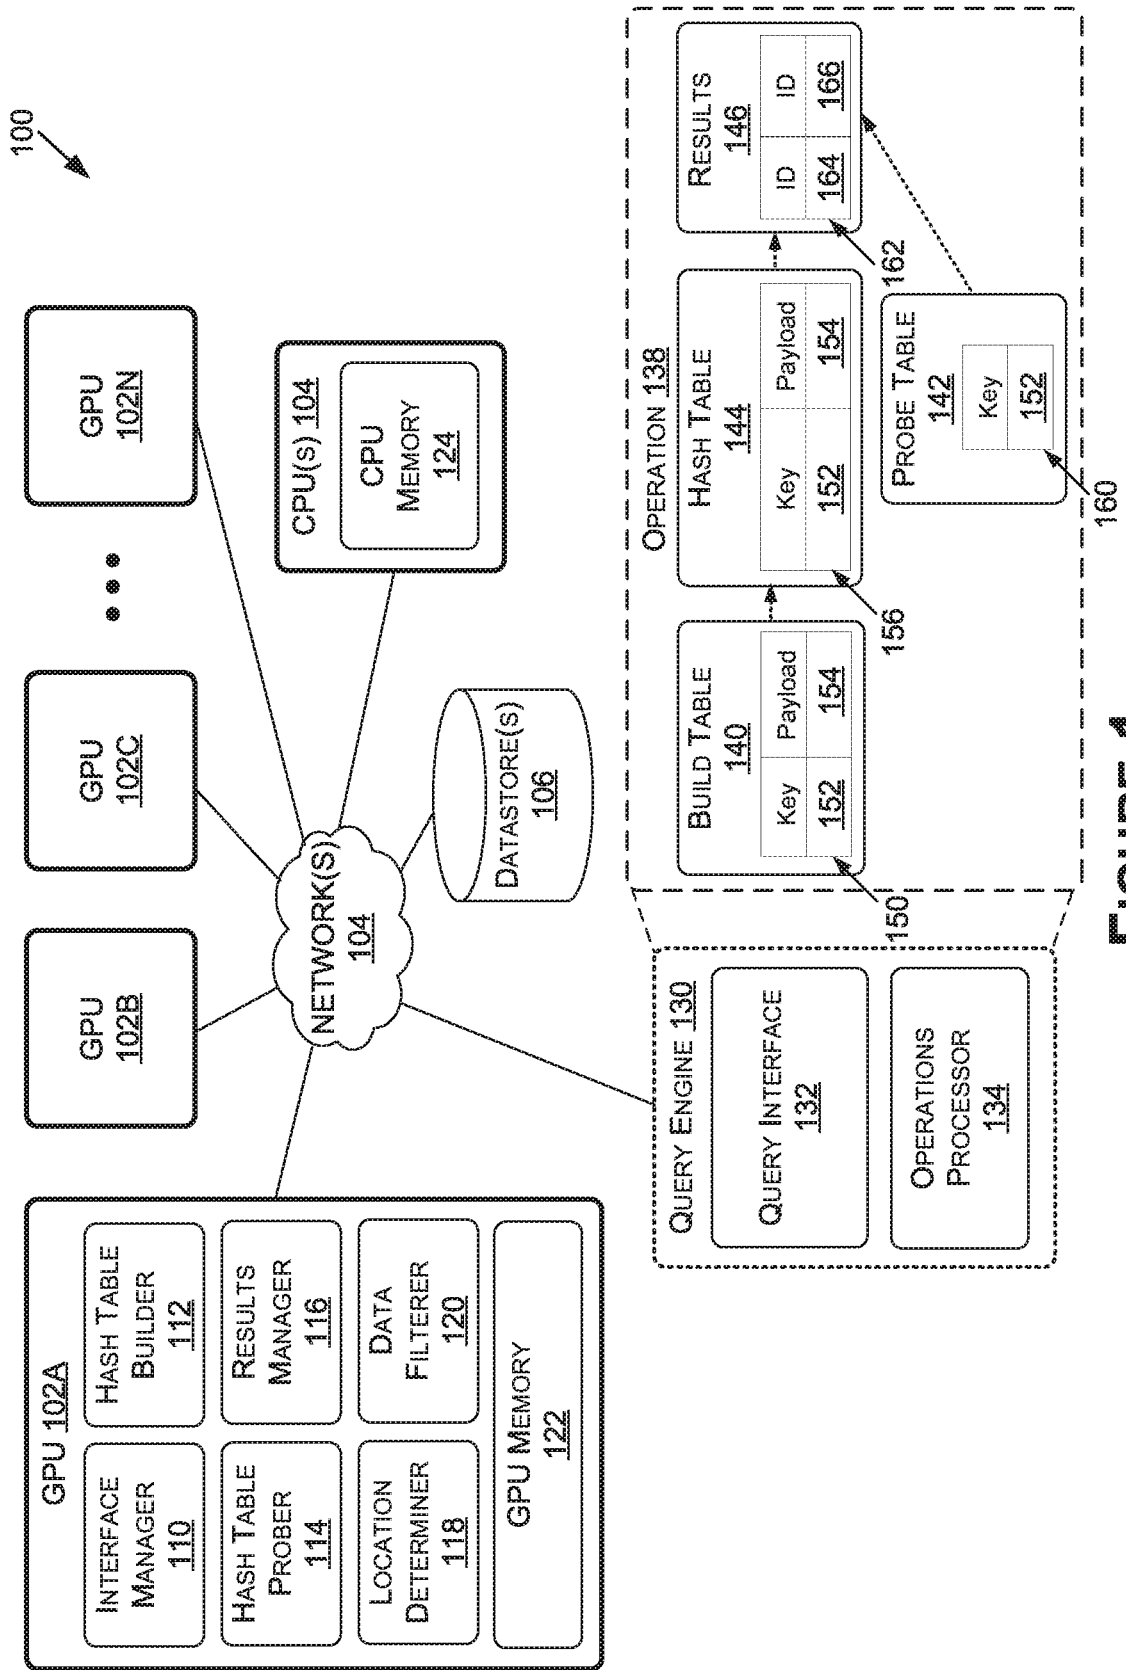 100
GPU 102A
INTERFACE
MANAGER
110
HASH TABLE
BUILDER
112
HASH TABLE
PROBER
114
RESULTS
MANAGER
116
LOCATION
DETERMINER
118
DATA
FILTERER
120
GPU MEMORY
122
GPU
102B
GPU
102C
GPU
102N
NETWORK(S)
104
CPU(S) 104
CPU
MEMORY
124
DATASTORE(S)
106
QUERY ENGINE 130
QUERY INTERFACE
132
OPERATIONS
PROCESSOR
134
OPERATION 138
BUILD TABLE
140
Key Payload
152 154
150
HASH TABLE
144
Key Payload
152 154
156
RESULTS
146
ID ID
164 166
162
PROBE TABLE
142
Key
152
160
FIGURE 1